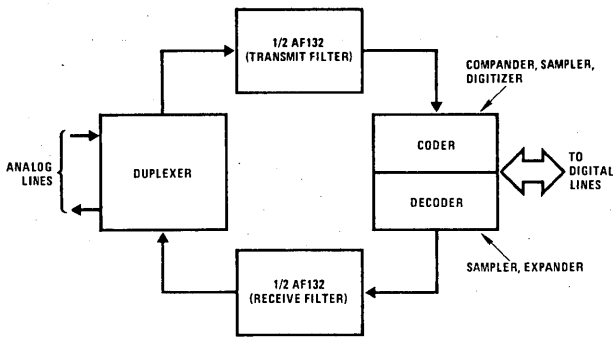 1/2 AF132
(TRANSMIT FILTER)
COMPANDER, SAMPLER,
DIGITIZER
ANALOG
LINES
DUPLEXER
CODER
DECODER
TO
DIGITAL
LINES
SAMPLER, EXPANDER
1/2 AF132
(RECEIVE FILTER)